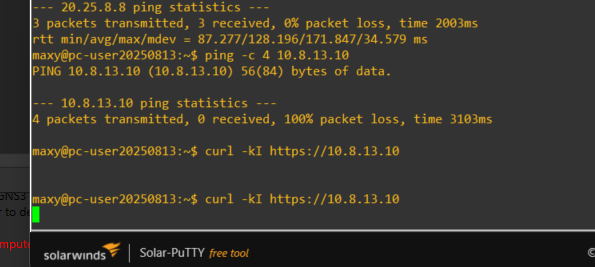 --- 20.25.8.8 ping statistics ---
3 packets transmitted, 3 received, 0% packet loss, time 2003ms
rtt min/avg/max/mdev = 87.277/128.196/171.847/34.579 ms
maxy@pc-user20250813:~$ ping -c 4 10.8.13.10
PING 10.8.13.10 (10.8.13.10) 56(84) bytes of data.
--- 10.8.13.10 ping statistics ---
4 packets transmitted, 0 received, 100% packet loss, time 3103ms
maxy@pc-user20250813:~$ curl -kI https://10.8.13.10
maxy@pc-user20250813:~$ curl -kI https://10.8.13.10
GNS3
r to de
mpute
solarwinds Solar-PuTTY free tool
©